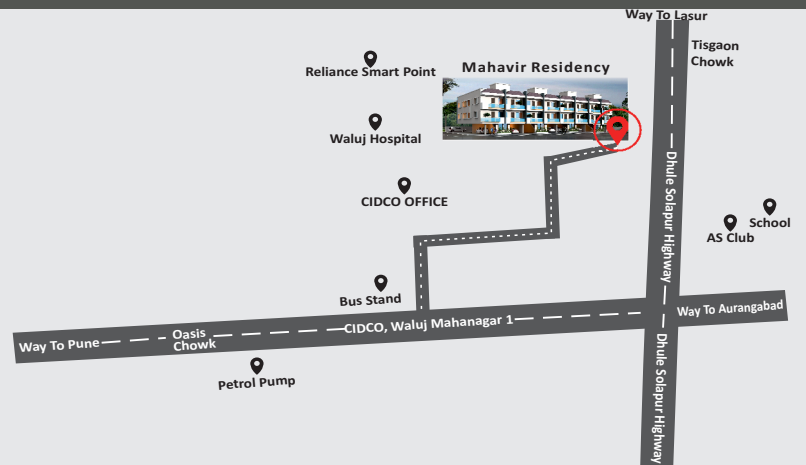 Way To Lasur
Tisgaon
Chowk
Mahavir Residency
Reliance Smart Point
Waluj Hospital
CIDCO OFFICE
Dhule Solapur Highway
School
AS Club
Bus Stand
Way To Aurangabad
CIDCO, Waluj Mahanagar 1
Oasis
Chowk
Way To Pune
Petrol Pump
Dhule Solapur Highway